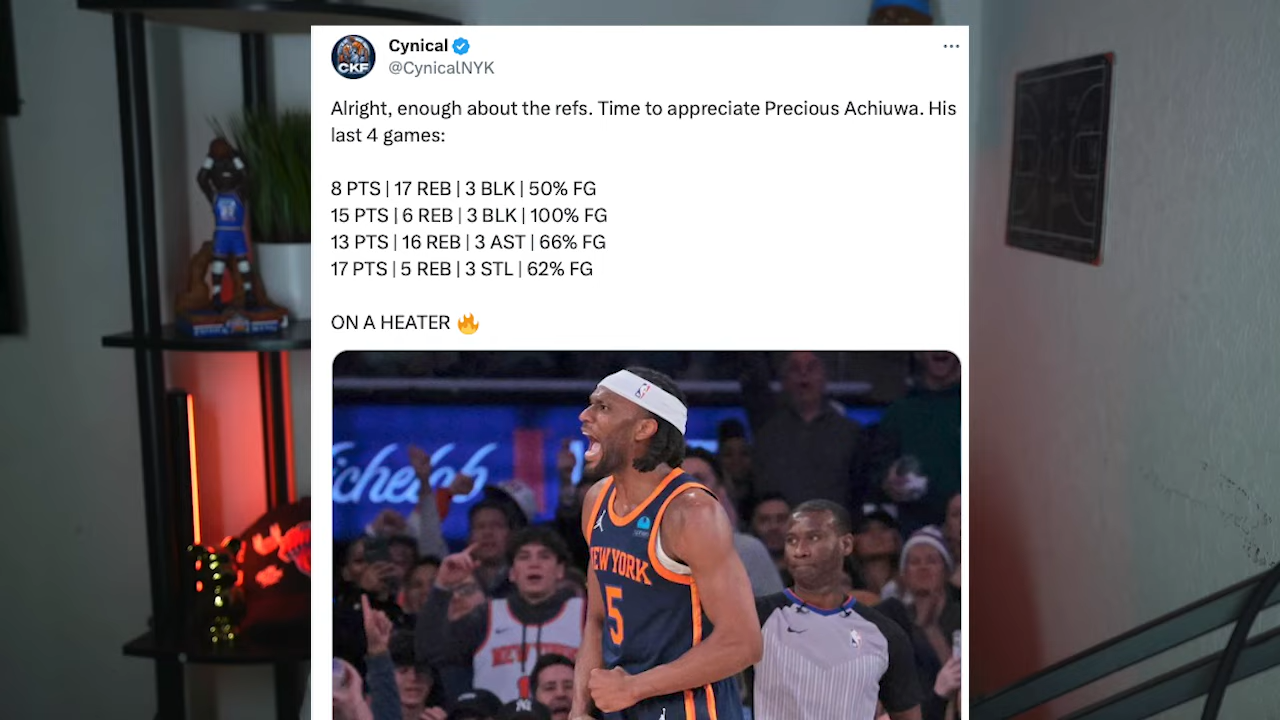 Cynical
CKF
@CynicalNYK
Alright, enough about the refs. Time to appreciate Precious Achiuwa. His
last 4 games:
8 PTS | 17 REB | 3 BLK | 50% FG
15 PTS | 6 REB | 3 BLK | 100% FG
13 PTS | 16 REB | 3 AST | 66% FG
17 PTS | 5 REB | 3 STL | 62% FG
ON A HEATER 🔥
NEW YORK
5